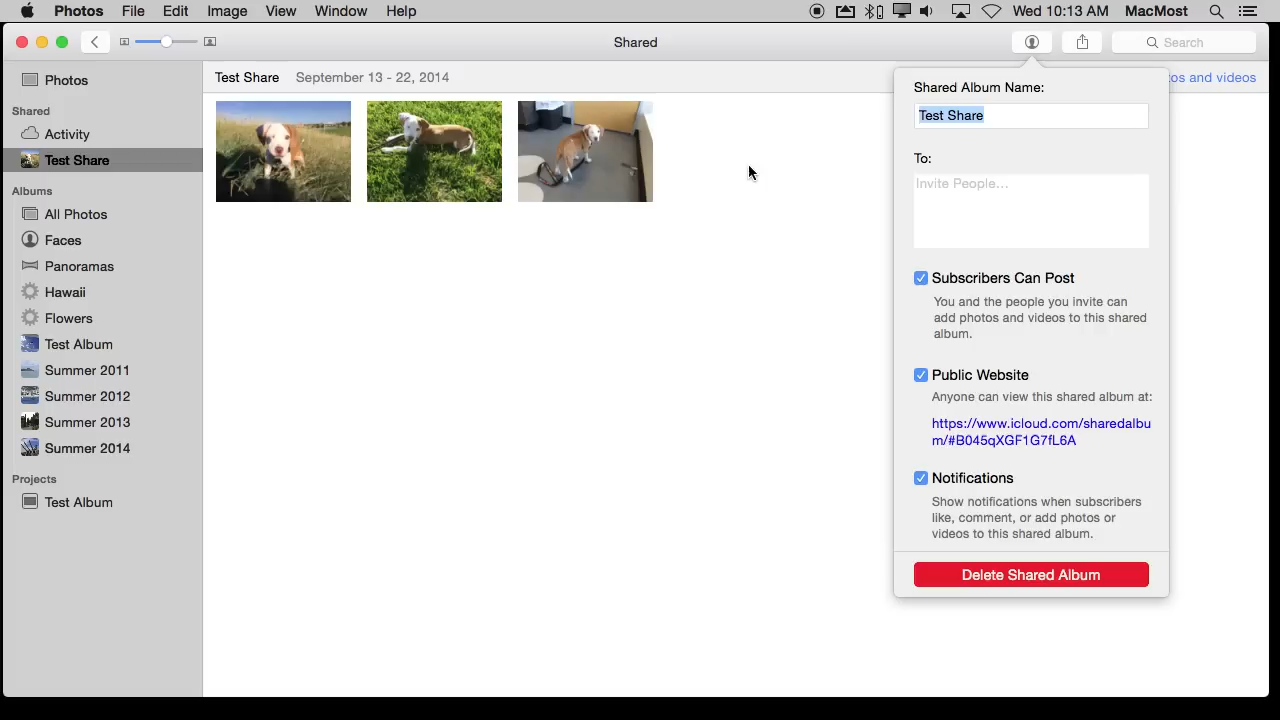 Photos File Edit Image View Window Help Wed 10:13 AM MacMost
Shared
Search
Photos
Shared
Activity
Test Share
Albums
All Photos
Faces
Panoramas
Hawaii
Flowers
Test Album
Summer 2011
Summer 2012
Summer 2013
Summer 2014
Projects
Test Album
Test Share September 13 - 22, 2014
and videos
Shared Album Name:
Test Share
To:
Invite People...
Subscribers Can Post
You and the people you invite can
add photos and videos to this shared
album.
Public Website
Anyone can view this shared album at:
https://www.icloud.com/sharedalbu
m/#B045qXGF1G7fL6A
Notifications
Show notifications when subscribers
like, comment, or add photos or
videos to this shared album.
Delete Shared Album